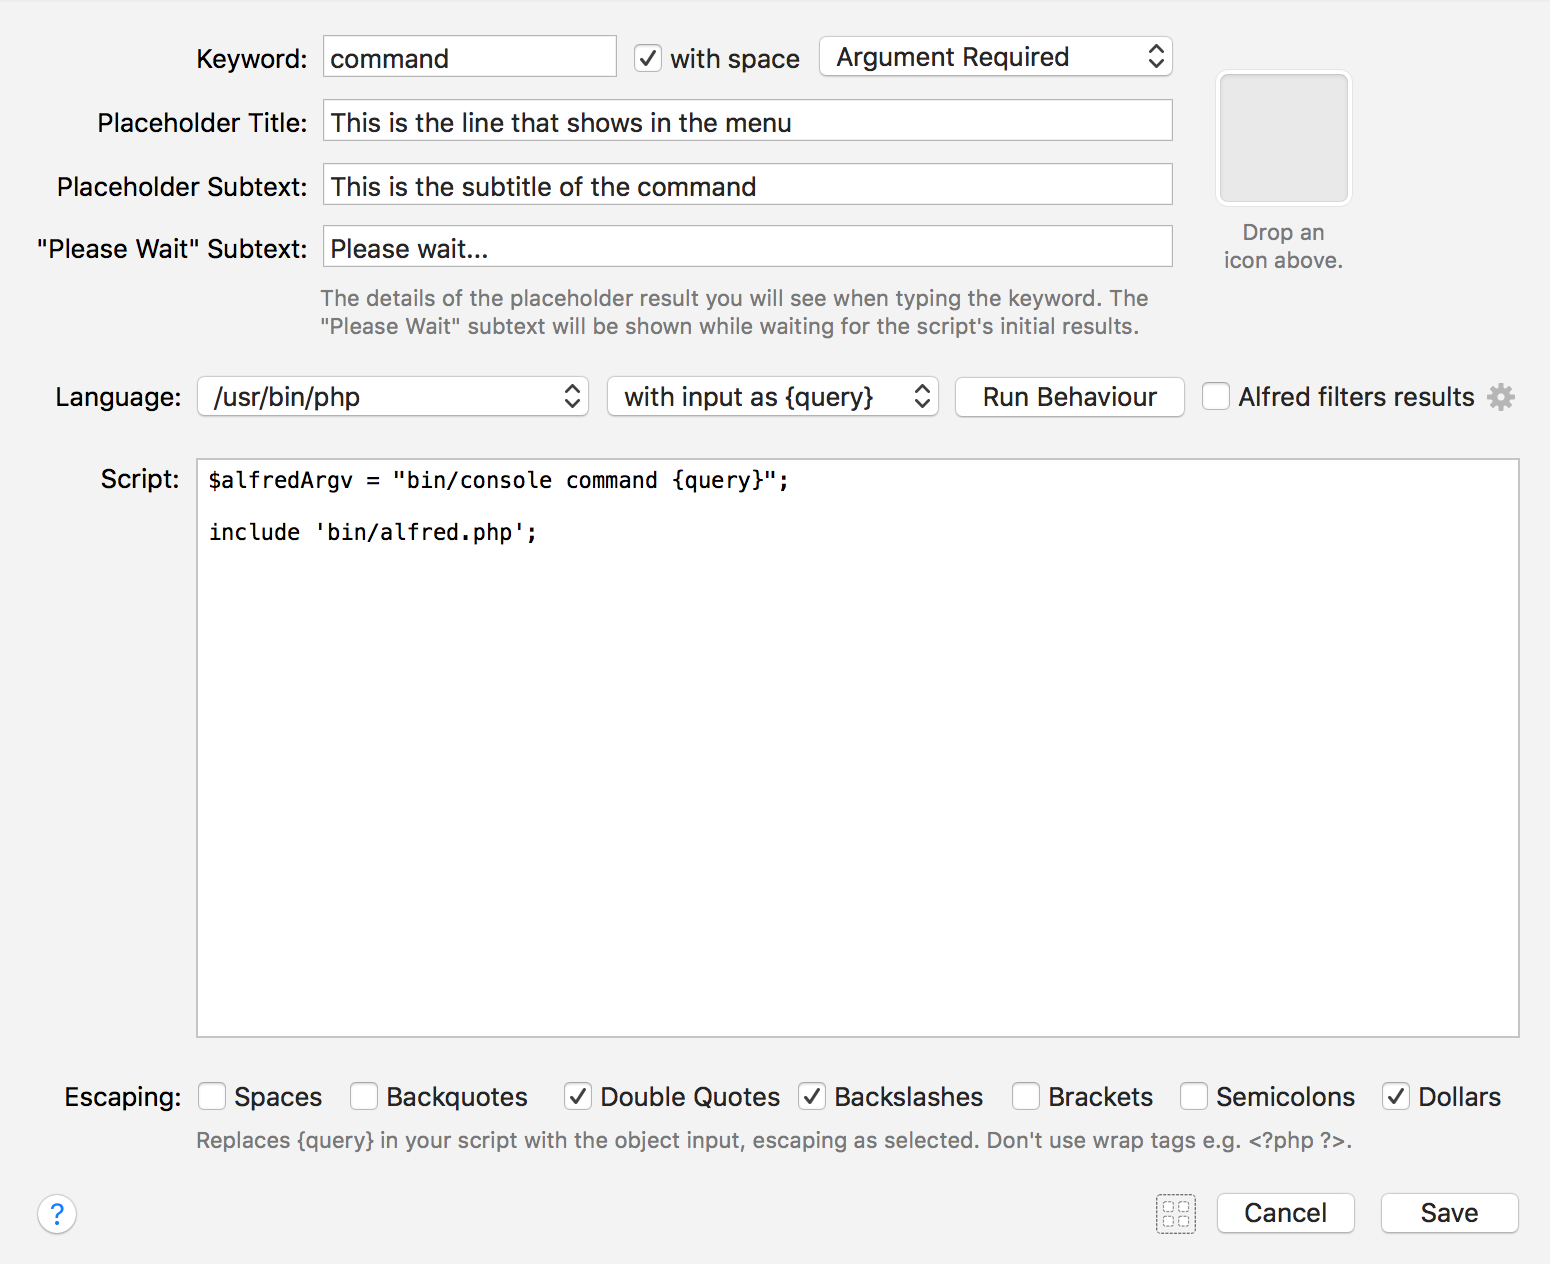 Keyword: command with space Argument Required
Placeholder Title: This is the line that shows in the menu
Placeholder Subtext: This is the subtitle of the command
"Please Wait" Subtext: Please wait...
Drop an
icon above.
The details of the placeholder result you will see when typing the keyword. The
"Please Wait" subtext will be shown while waiting for the script's initial results.
Language: /usr/bin/php with input as {query} Run Behaviour Alfred filters results
Script: $alfredArgv = "bin/console command {query}";
include 'bin/alfred.php';
Escaping: Spaces Backquotes Double Quotes Backslashes Brackets Semicolons Dollars
Replaces {query} in your script with the object input, escaping as selected. Don't use wrap tags e.g. <?php ?>.
? Cancel Save